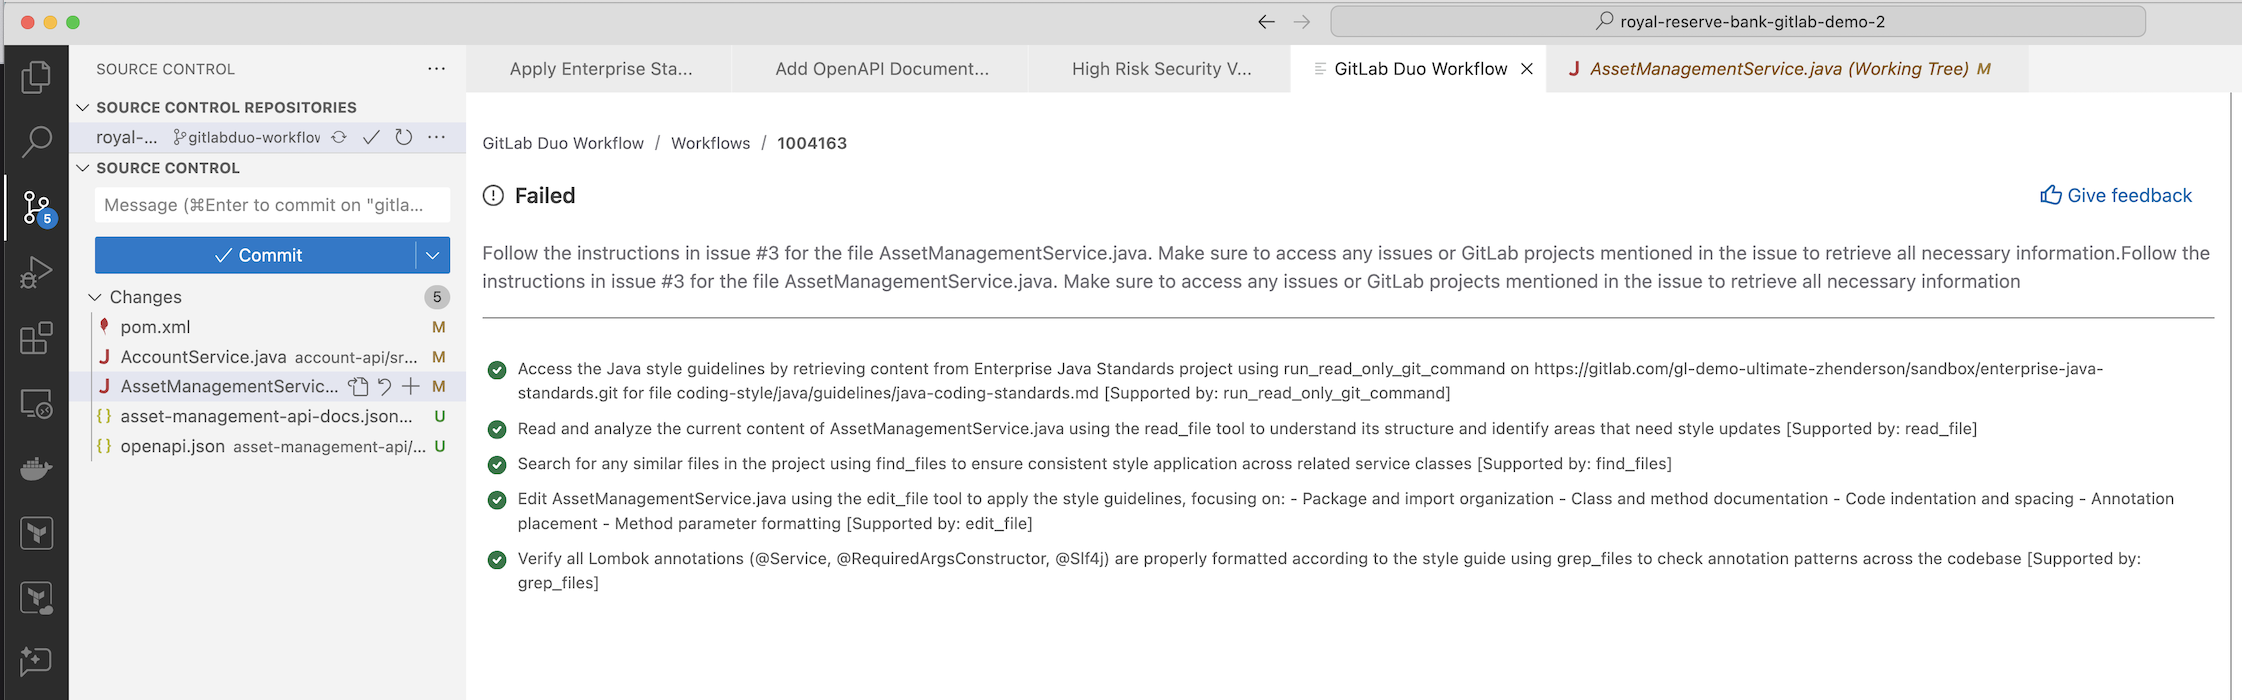 royal-reserve-bank-gitlab-demo-2
SOURCE CONTROL ···
Apply Enterprise Sta...
Add OpenAPI Document...
High Risk Security V...
GitLab Duo Workflow
J AssetManagementService.java (Working Tree) M
SOURCE CONTROL REPOSITORIES
royal-... gitlabduo-workflow ···
SOURCE CONTROL
5
Message (⌘Enter to commit on "gitla...
Commit
Changes 5
pom.xml M
J AccountService.java account-api/sr... M
J AssetManagementServic... M
{} asset-management-api-docs.json... U
{} openapi.json asset-management-api/... U
GitLab Duo Workflow / Workflows / 1004163
Failed
Give feedback
Follow the instructions in issue #3 for the file AssetManagementService.java. Make sure to access any issues or GitLab projects mentioned in the issue to retrieve all necessary information.Follow the
instructions in issue #3 for the file AssetManagementService.java. Make sure to access any issues or GitLab projects mentioned in the issue to retrieve all necessary information
Access the Java style guidelines by retrieving content from Enterprise Java Standards project using run_read_only_git_command on https://gitlab.com/gl-demo-ultimate-zhenderson/sandbox/enterprise-java-
standards.git for file coding-style/java/guidelines/java-coding-standards.md [Supported by: run_read_only_git_command]
Read and analyze the current content of AssetManagementService.java using the read_file tool to understand its structure and identify areas that need style updates [Supported by: read_file]
Search for any similar files in the project using find_files to ensure consistent style application across related service classes [Supported by: find_files]
Edit AssetManagementService.java using the edit_file tool to apply the style guidelines, focusing on: - Package and import organization - Class and method documentation - Code indentation and spacing - Annotation
placement - Method parameter formatting [Supported by: edit_file]
Verify all Lombok annotations (@Service, @RequiredArgsConstructor, @Slf4j) are properly formatted according to the style guide using grep_files to check annotation patterns across the codebase [Supported by:
grep_files]